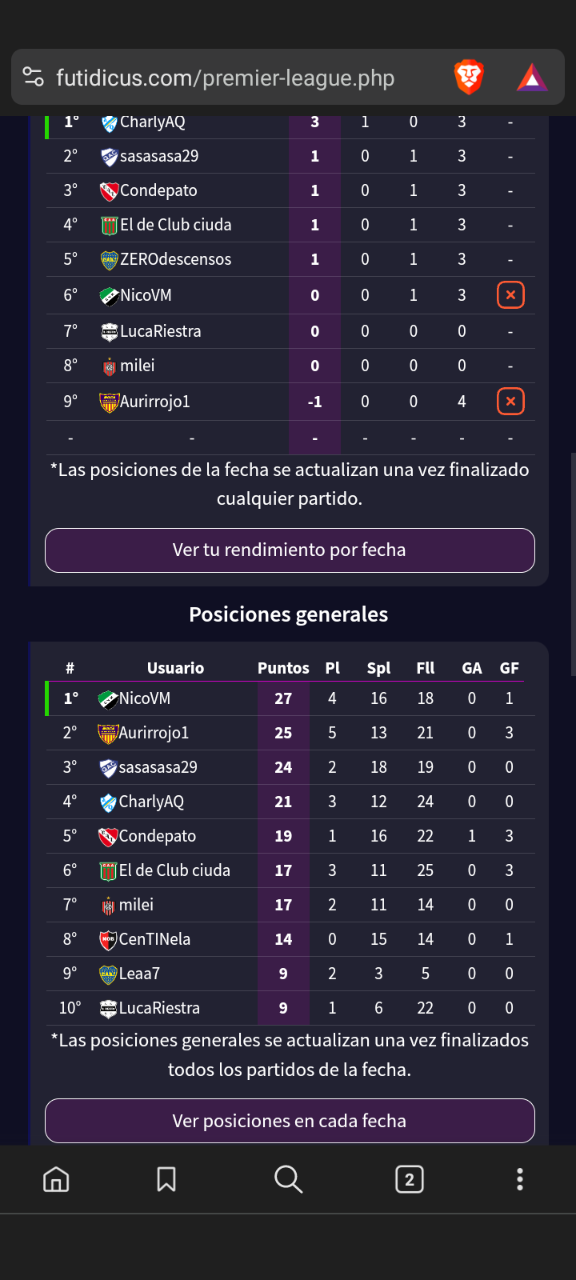 futidicus.com/premier-league.php
1° CharlyAQ 3 1 0 3 -
2° sasasasa29 1 0 1 3 -
3° Condepato 1 0 1 3 -
4° El de Club ciuda 1 0 1 3 -
5° ZEROdescensos 1 0 1 3 -
6° NicoVM 0 0 1 3 ×
7° LucaRiestra 0 0 0 0 -
8° milei 0 0 0 0 -
9° Aurirrojo1 -1 0 0 4 ×
- - - - - - -
*Las posiciones de la fecha se actualizan una vez finalizado
cualquier partido.
Ver tu rendimiento por fecha
Posiciones generales
# Usuario Puntos Pl Spl Fll GA GF
1° NicoVM 27 4 16 18 0 1
2° Aurirrojo1 25 5 13 21 0 3
3° sasasasa29 24 2 18 19 0 0
4° CharlyAQ 21 3 12 24 0 0
5° Condepato 19 1 16 22 1 3
6° El de Club ciuda 17 3 11 25 0 3
7° milei 17 2 11 14 0 0
8° CenTINela 14 0 15 14 0 1
9° Leaa7 9 2 3 5 0 0
10° LucaRiestra 9 1 6 22 0 0
*Las posiciones generales se actualizan una vez finalizados
todos los partidos de la fecha.
Ver posiciones en cada fecha
2